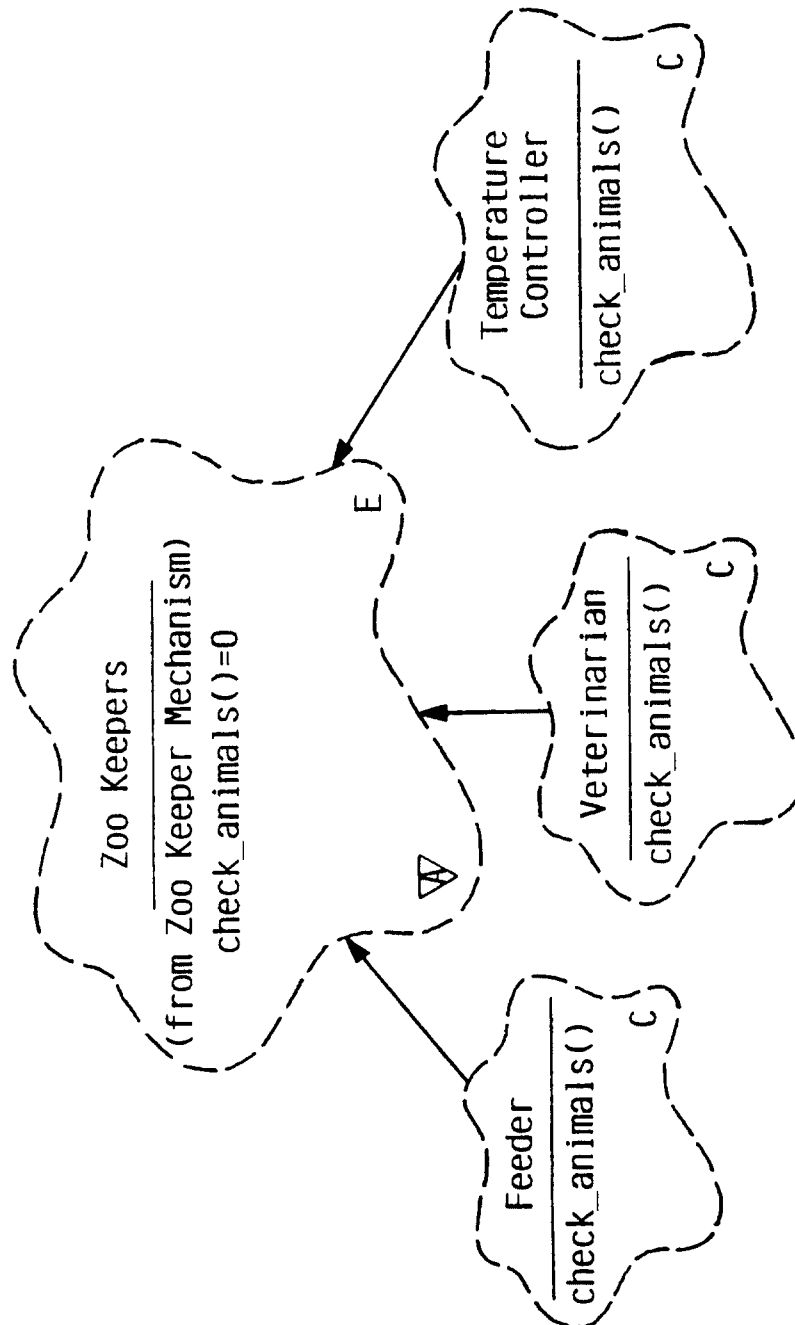 Zoo Keepers
(from Zoo Keeper Mechanism)
check_animals()=0
E
A
Feeder
check_animals()
C
Veterinarian
check_animals()
C
Temperature
Controller
check_animals()
C